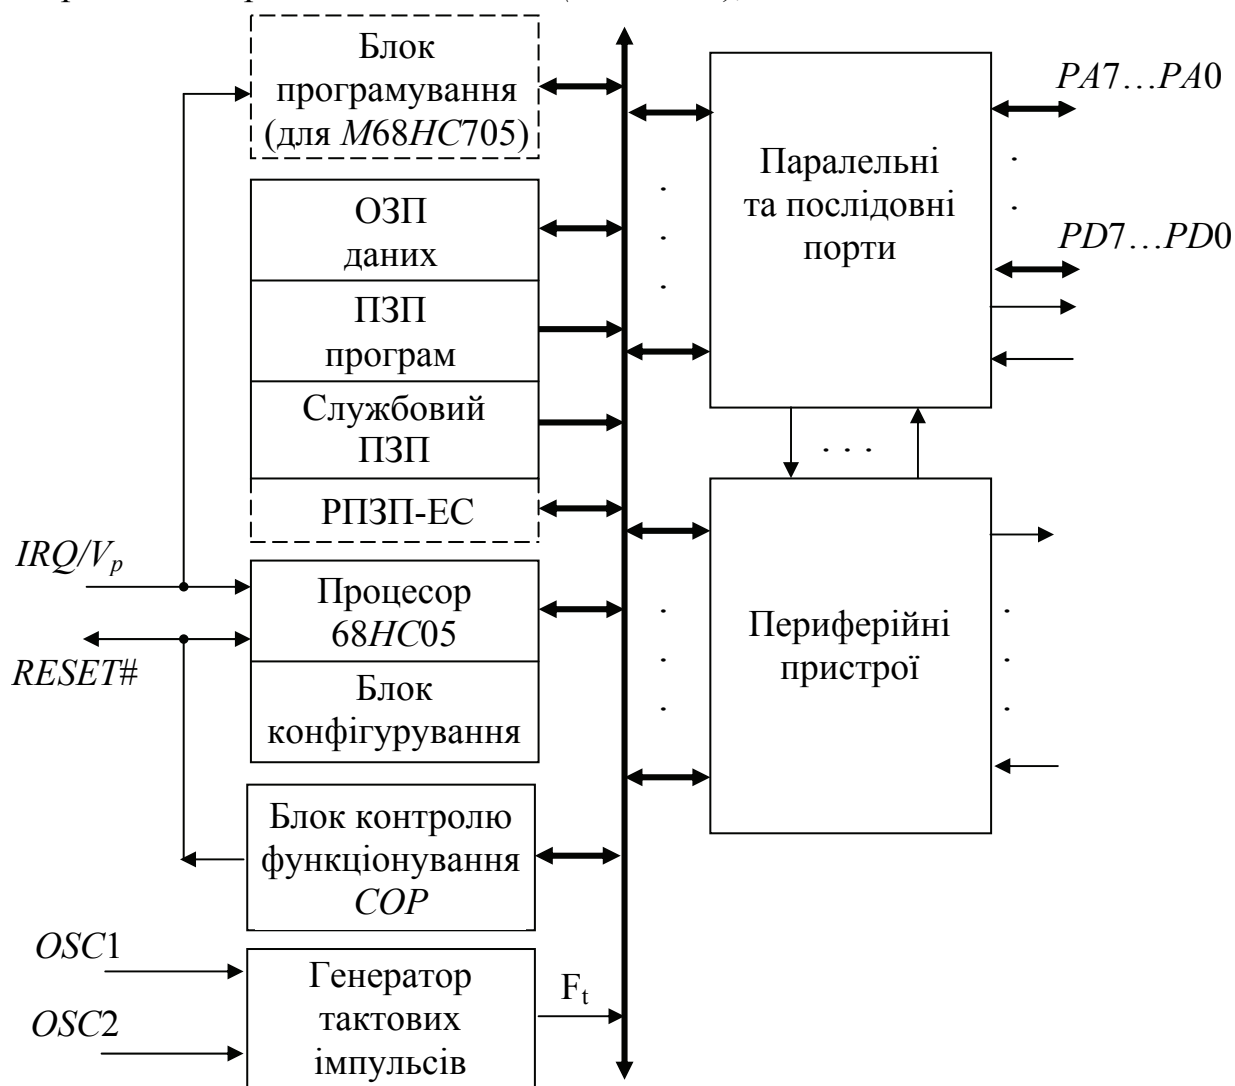 Блок
програмування
(для M68HC705)
ОЗП
даних
ПЗП
програм
Службовий
ПЗП
РПЗП-ЕС
IRQ/Vp
Процесор
68HC05
RESET#
Блок
конфігурування
Блок контролю
функціонування
COP
OSC1
OSC2
Генератор
тактових
імпульсів
Ft
Паралельні
та послідовні
порти
PA7...PA0
PD7...PD0
. . .
Периферійні
пристрої